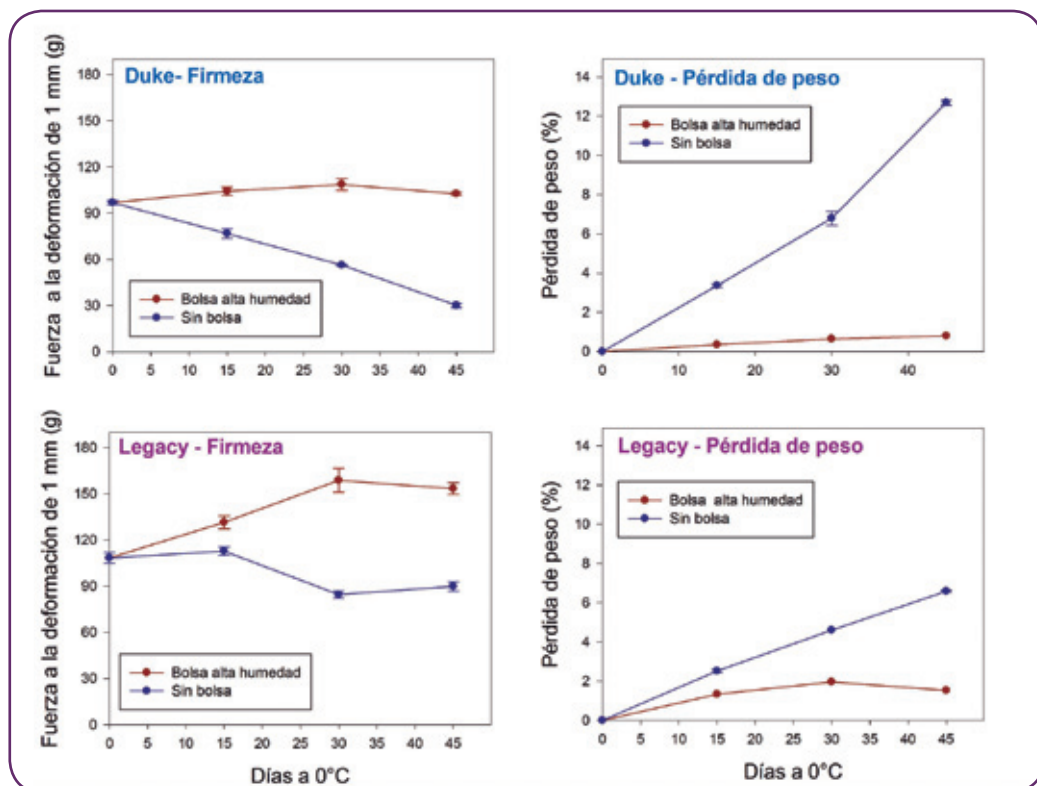 Duke- Firmeza
Fuerza a la deformación de 1 mm (g)
180
150
120
90
60
30
0
Bolsa alta humedad
Sin bolsa
0 5 10 15 20 25 30 35 40 45
Duke - Pérdida de peso
Pérdida de peso (%)
14
12
10
8
6
4
2
0
Bolsa alta humedad
Sin bolsa
0 10 20 30 40
Legacy - Firmeza
Fuerza a la deformación de 1 mm (g)
180
150
120
90
60
30
0
Bolsa alta humedad
Sin bolsa
0 5 10 15 20 25 30 35 40 45
Días a 0°C
Legacy - Pérdida de peso
Pérdida de peso (%)
14
12
10
8
6
4
2
0
Bolsa alta humedad
Sin bolsa
0 5 10 15 20 25 30 35 40 45
Días a 0°C